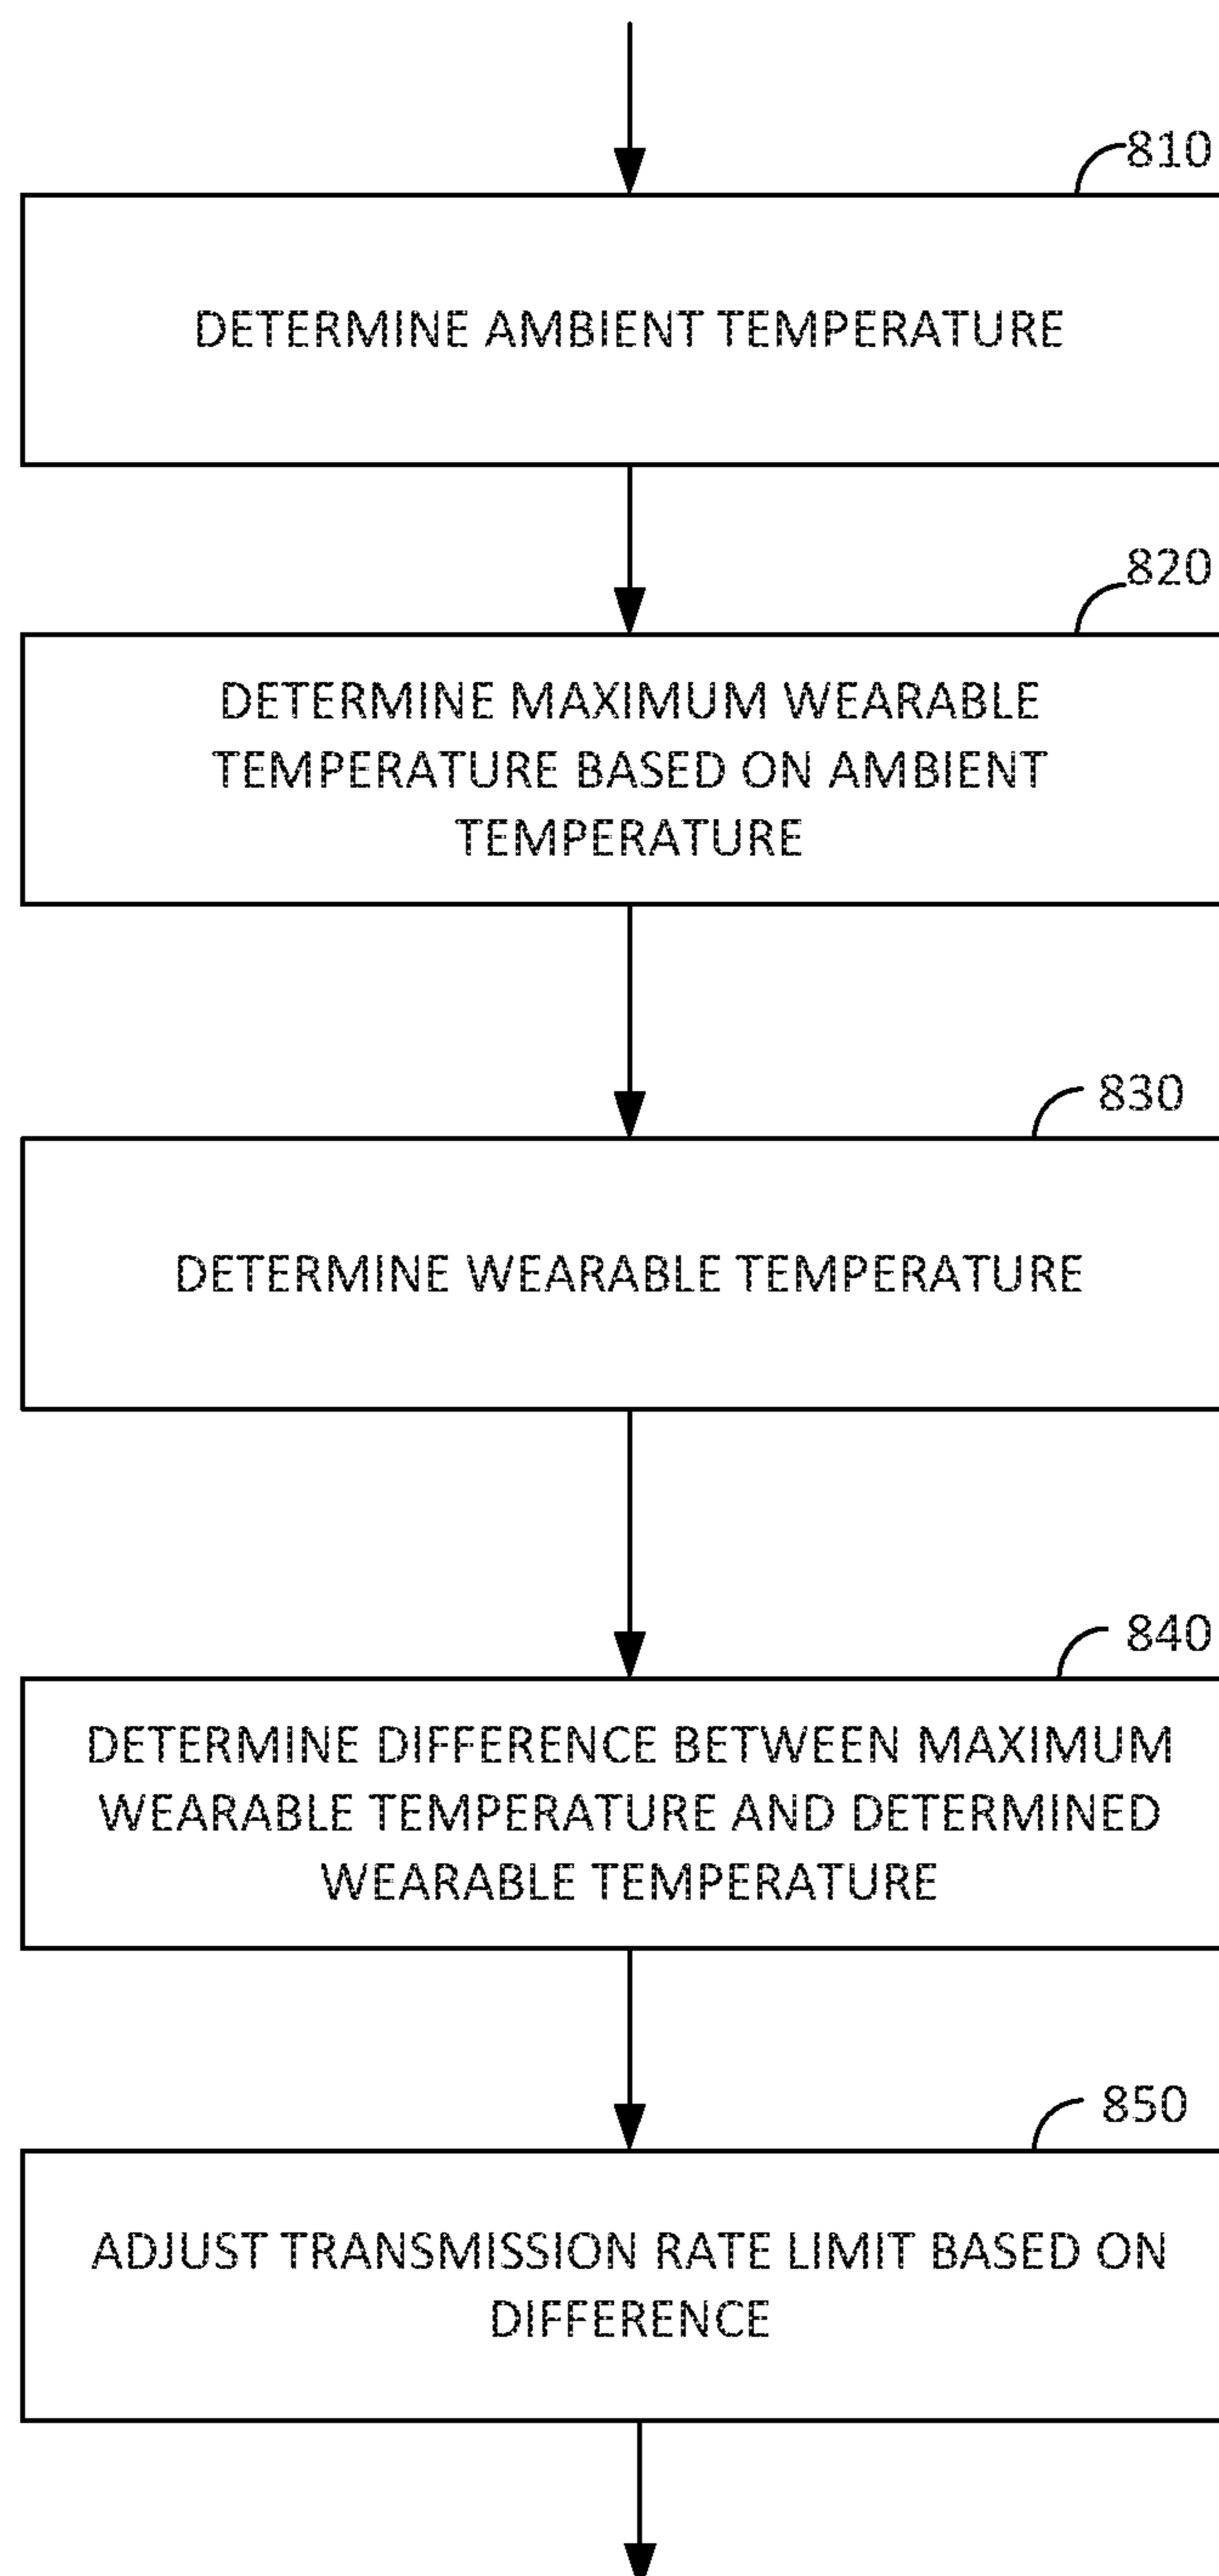 810
DETERMINE AMBIENT TEMPERATURE
820
DETERMINE MAXIMUM WEARABLE
TEMPERATURE BASED ON AMBIENT
TEMPERATURE
830
DETERMINE WEARABLE TEMPERATURE
840
DETERMINE DIFFERENCE BETWEEN MAXIMUM
WEARABLE TEMPERATURE AND DETERMINED
WEARABLE TEMPERATURE
850
ADJUST TRANSMISSION RATE LIMIT BASED ON
DIFFERENCE